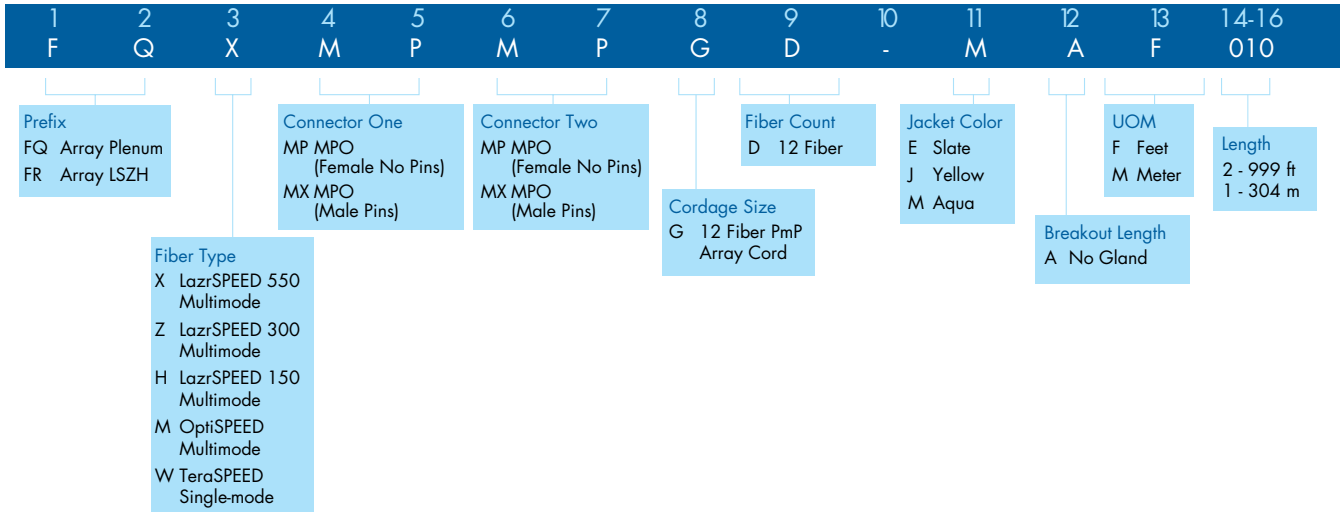 1 2 3 4 5 6 7 8 9 10 11 12 13 14-16
F Q X M P M P G D - M A F 010
Prefix
FQ Array Plenum
FR Array LSZH
Fiber Type
X LazrSPEED 550
Multimode
Z LazrSPEED 300
Multimode
H LazrSPEED 150
Multimode
M OptiSPEED
Multimode
W TeraSPEED
Single-mode
Connector One
MP MPO
(Female No Pins)
MX MPO
(Male Pins)
Connector Two
MP MPO
(Female No Pins)
MX MPO
(Male Pins)
Cordage Size
G 12 Fiber PmP
Array Cord
Fiber Count
D 12 Fiber
Jacket Color
E Slate
J Yellow
M Aqua
Breakout Length
A No Gland
UOM
F Feet
M Meter
Length
2 - 999 ft
1 - 304 m